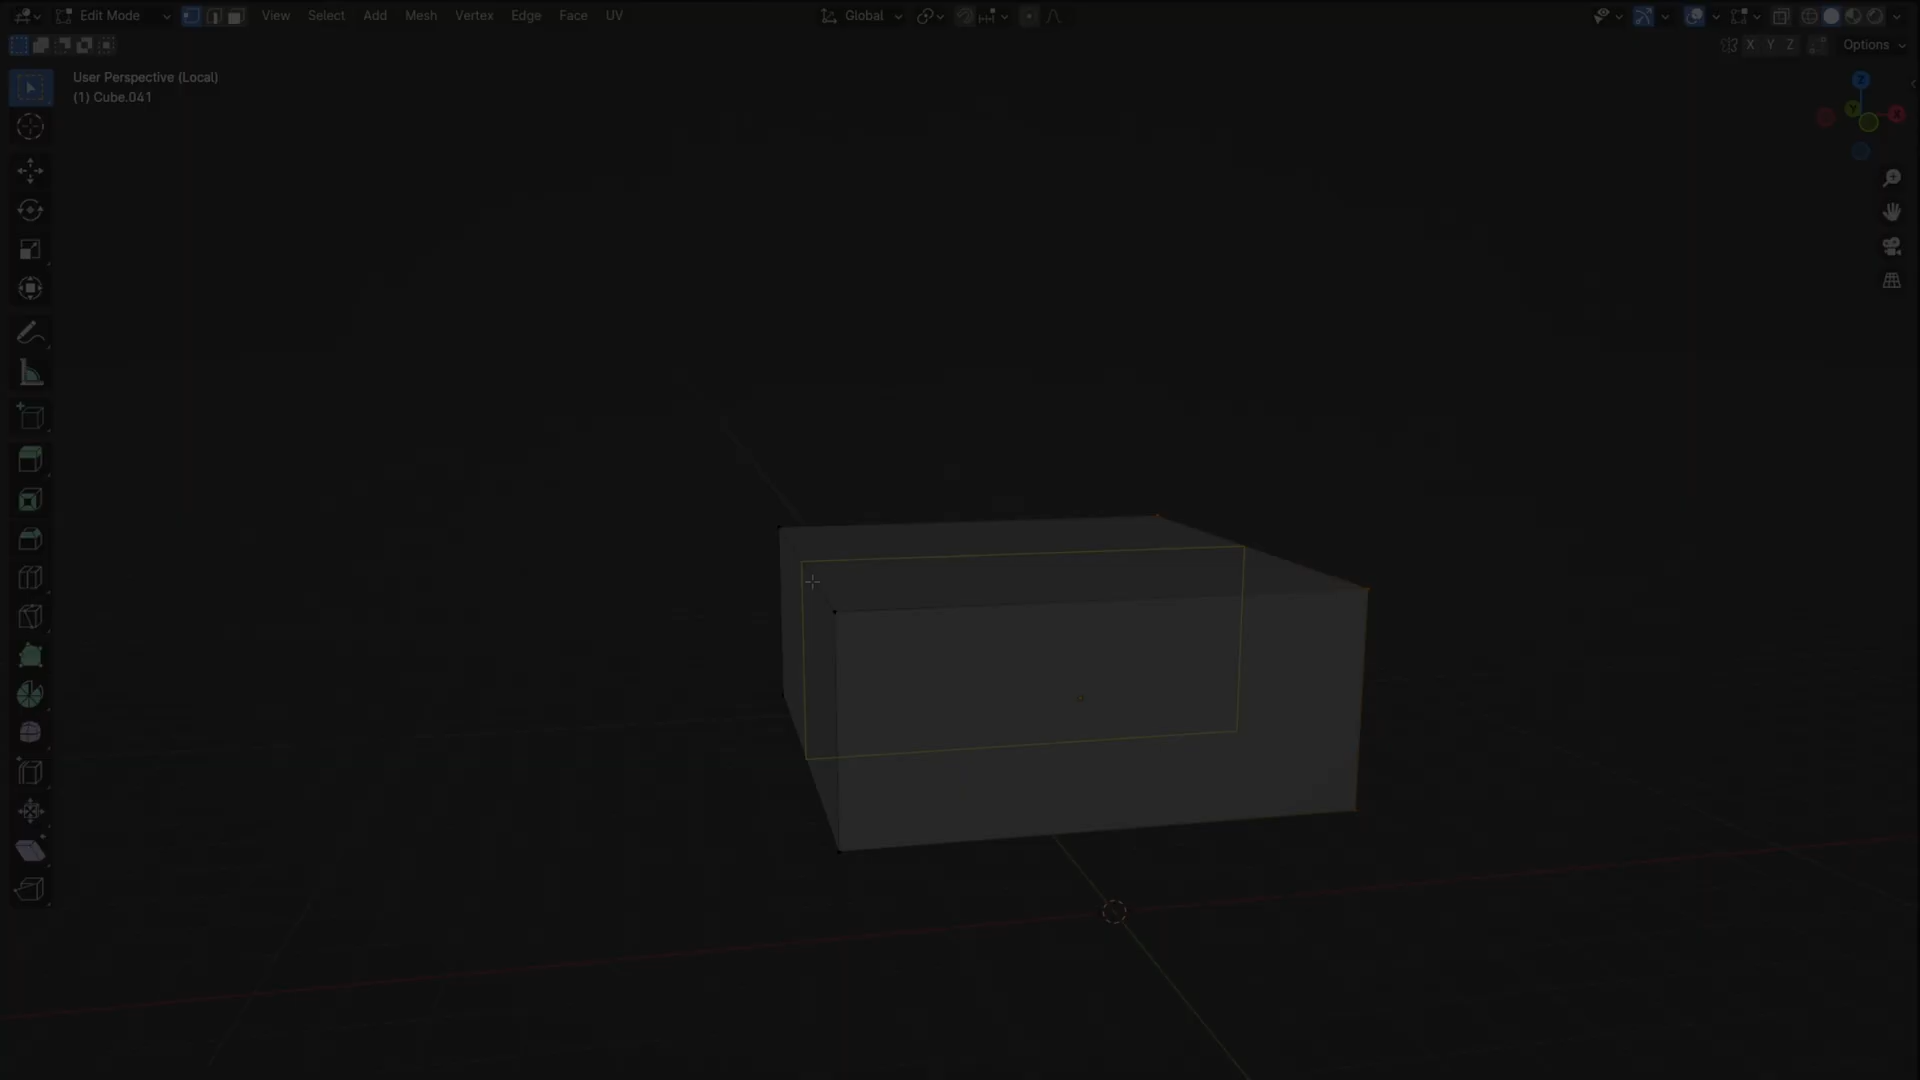 Edit Mode View Select Add Mesh Vertex Edge Face UV Global
X Y Z Options
User Perspective (Local)
(1) Cube.041
Z
Y
X